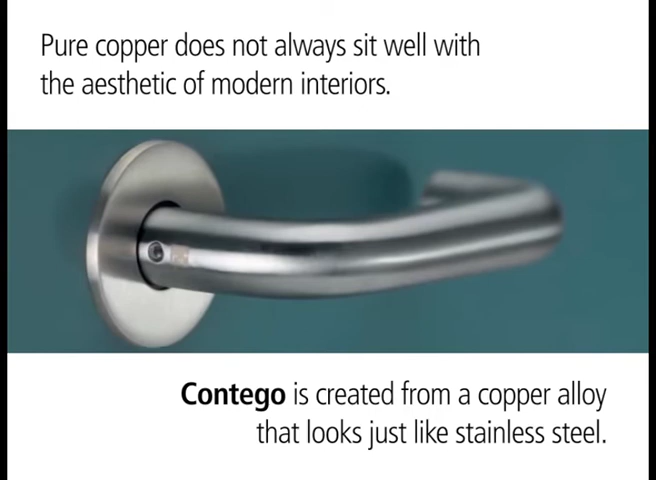 Pure copper does not always sit well with
the aesthetic of modern interiors.
Contego is created from a copper alloy
that looks just like stainless steel.